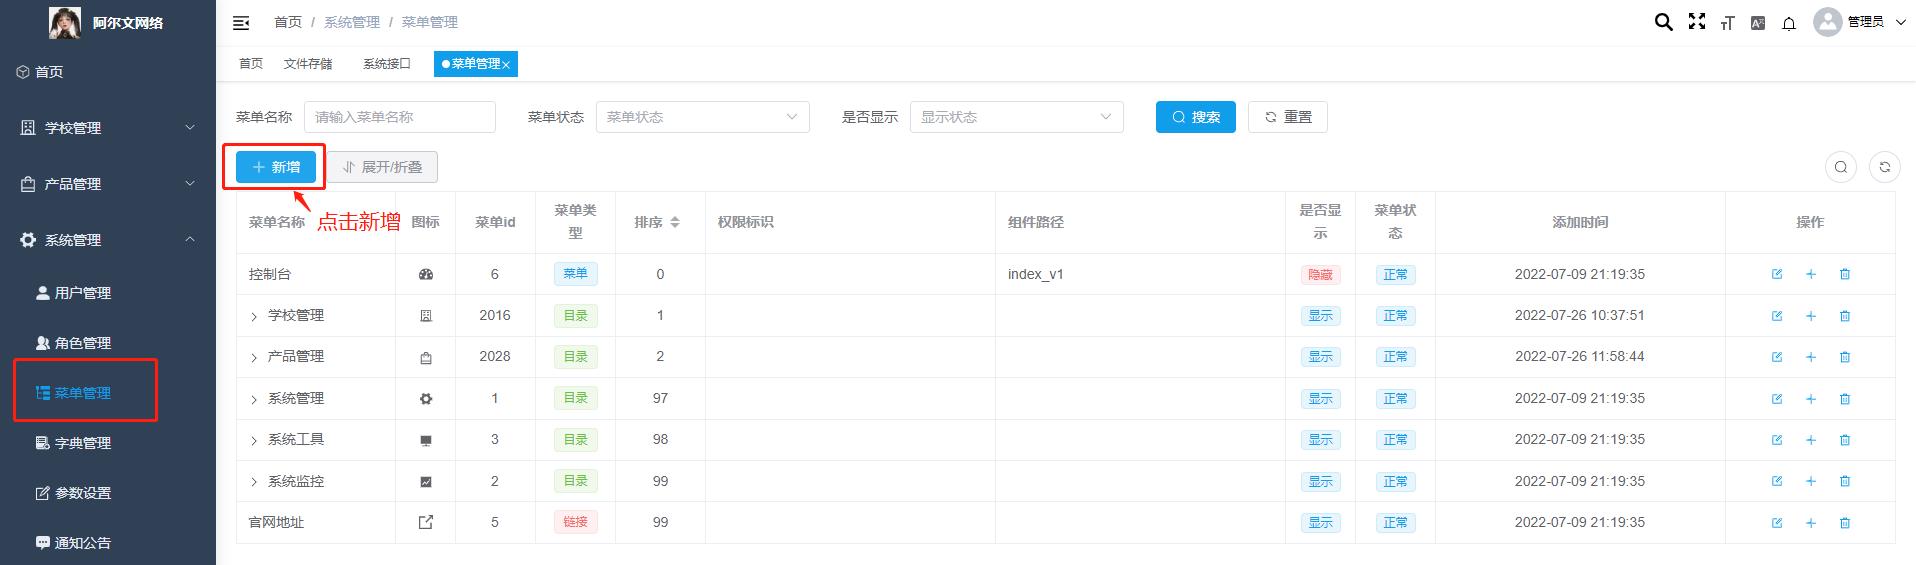 阿尔文网络
首页 / 系统管理 / 菜单管理
管理员
首页
学校管理
产品管理
系统管理
用户管理
角色管理
菜单管理
字典管理
参数设置
通知公告
首页 文件存储 系统接口 菜单管理
菜单名称 请输入菜单名称 菜单状态 菜单状态 是否显示 显示状态 搜索 重置
新增 展开/折叠
点击新增
菜单名称 图标 菜单id 菜单类型 排序 权限标识 组件路径 是否显示 菜单状态 添加时间 操作
控制台 6 菜单 0 index_v1 隐藏 正常 2022-07-09 21:19:35
学校管理 2016 目录 1 显示 正常 2022-07-26 10:37:51
产品管理 2028 目录 2 显示 正常 2022-07-26 11:58:44
系统管理 1 目录 97 显示 正常 2022-07-09 21:19:35
系统工具 3 目录 98 显示 正常 2022-07-09 21:19:35
系统监控 2 目录 99 显示 正常 2022-07-09 21:19:35
官网地址 5 链接 99 显示 正常 2022-07-09 21:19:35